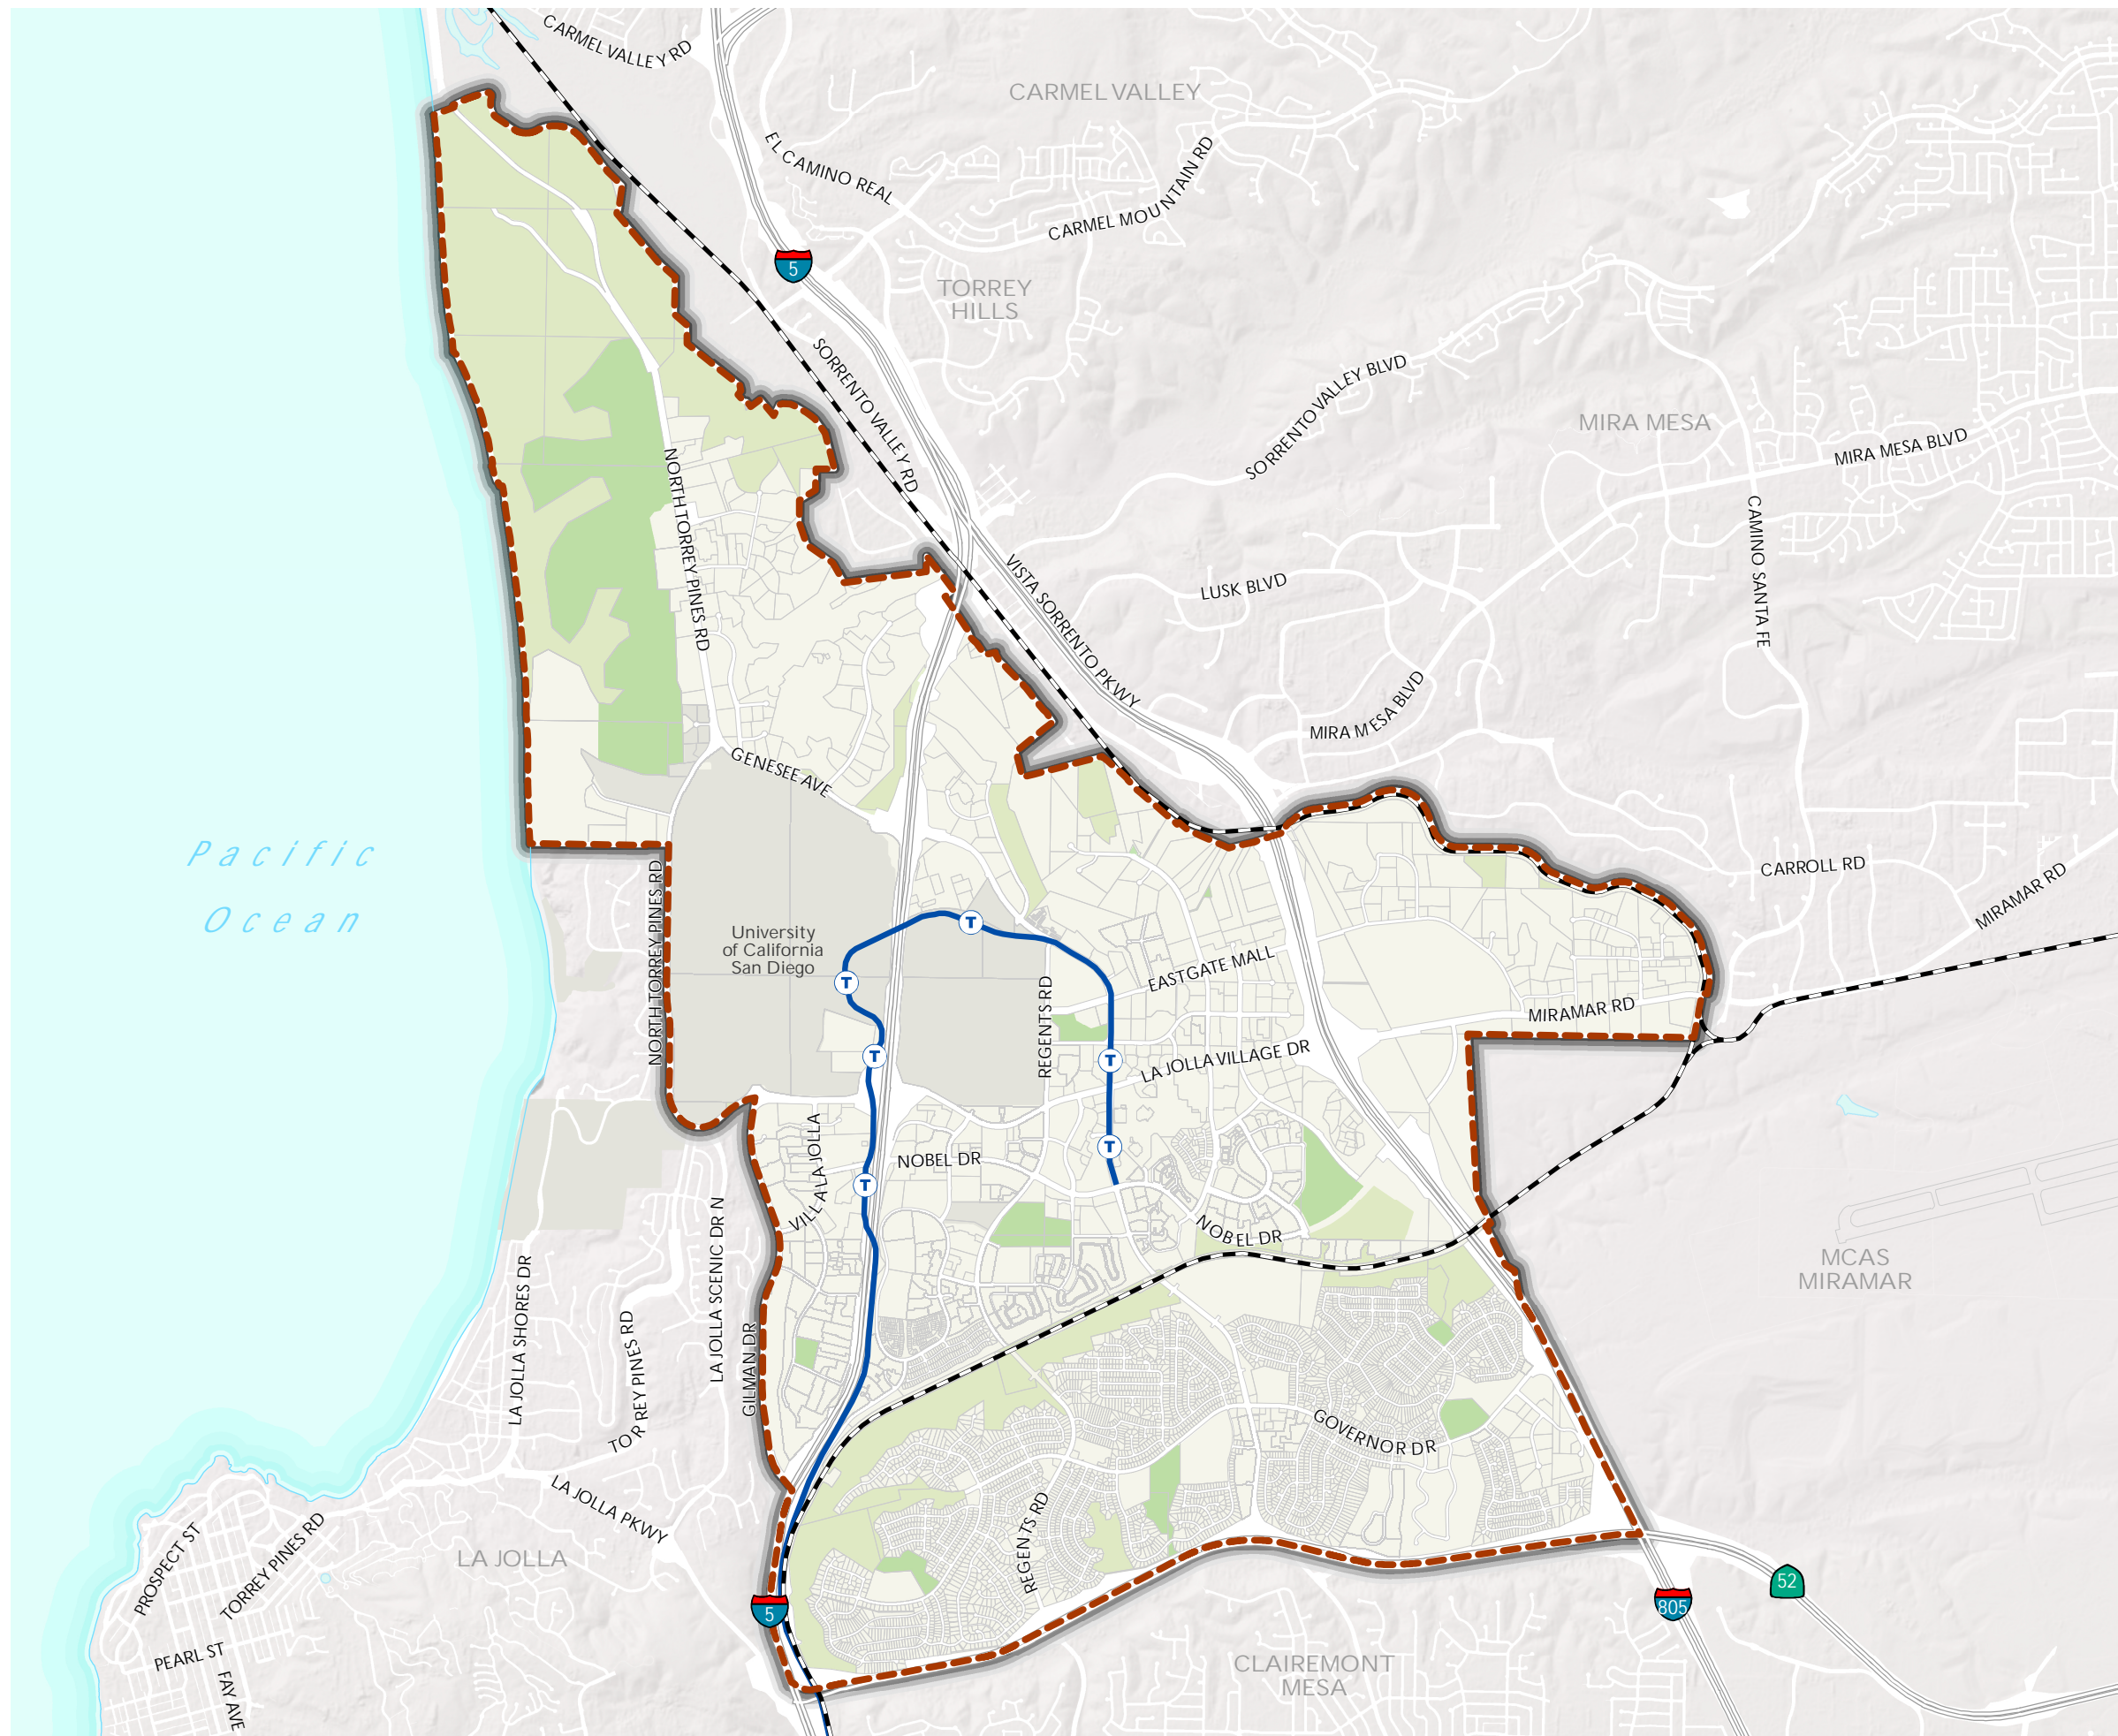 CARMEL VALLEY RD
CARMEL VALLEY
EL CAMINO REAL
CARMEL MOUNTAIN RD
5
TORREY
HILLS
SORRENTO VALLEY RD
SORRENTO VALLEY BLVD
MIRA MESA
MIRA MESA BLVD
NORTH TORREY PINES RD
CAMINO SANTA FE
VISTA SORRENTO PKWY
LUSK BLVD
MIRA MESA BLVD
GENESEE AVE
Pacific
Ocean
CARROLL RD
MIRAMAR RD
NORTH TORREY PINES RD
University
of California
San Diego
T
T
T
T
T
T
REGENTS RD
EASTGATE MALL
MIRAMAR RD
LA JOLLA VILLAGE DR
VILLA LA JOLLA
NOBEL DR
NOBEL DR
MCAS
MIRAMAR
LA JOLLA SHORES DR
TORREY PINES RD
LA JOLLA SCENIC DR N
GILMAN DR
GOVERNOR DR
REGENTS RD
LA JOLLA PKWY
LA JOLLA
PROSPECT ST
TORREY PINES RD
PEARL ST
FAY AVE
5
52
805
CLAIREMONT
MESA